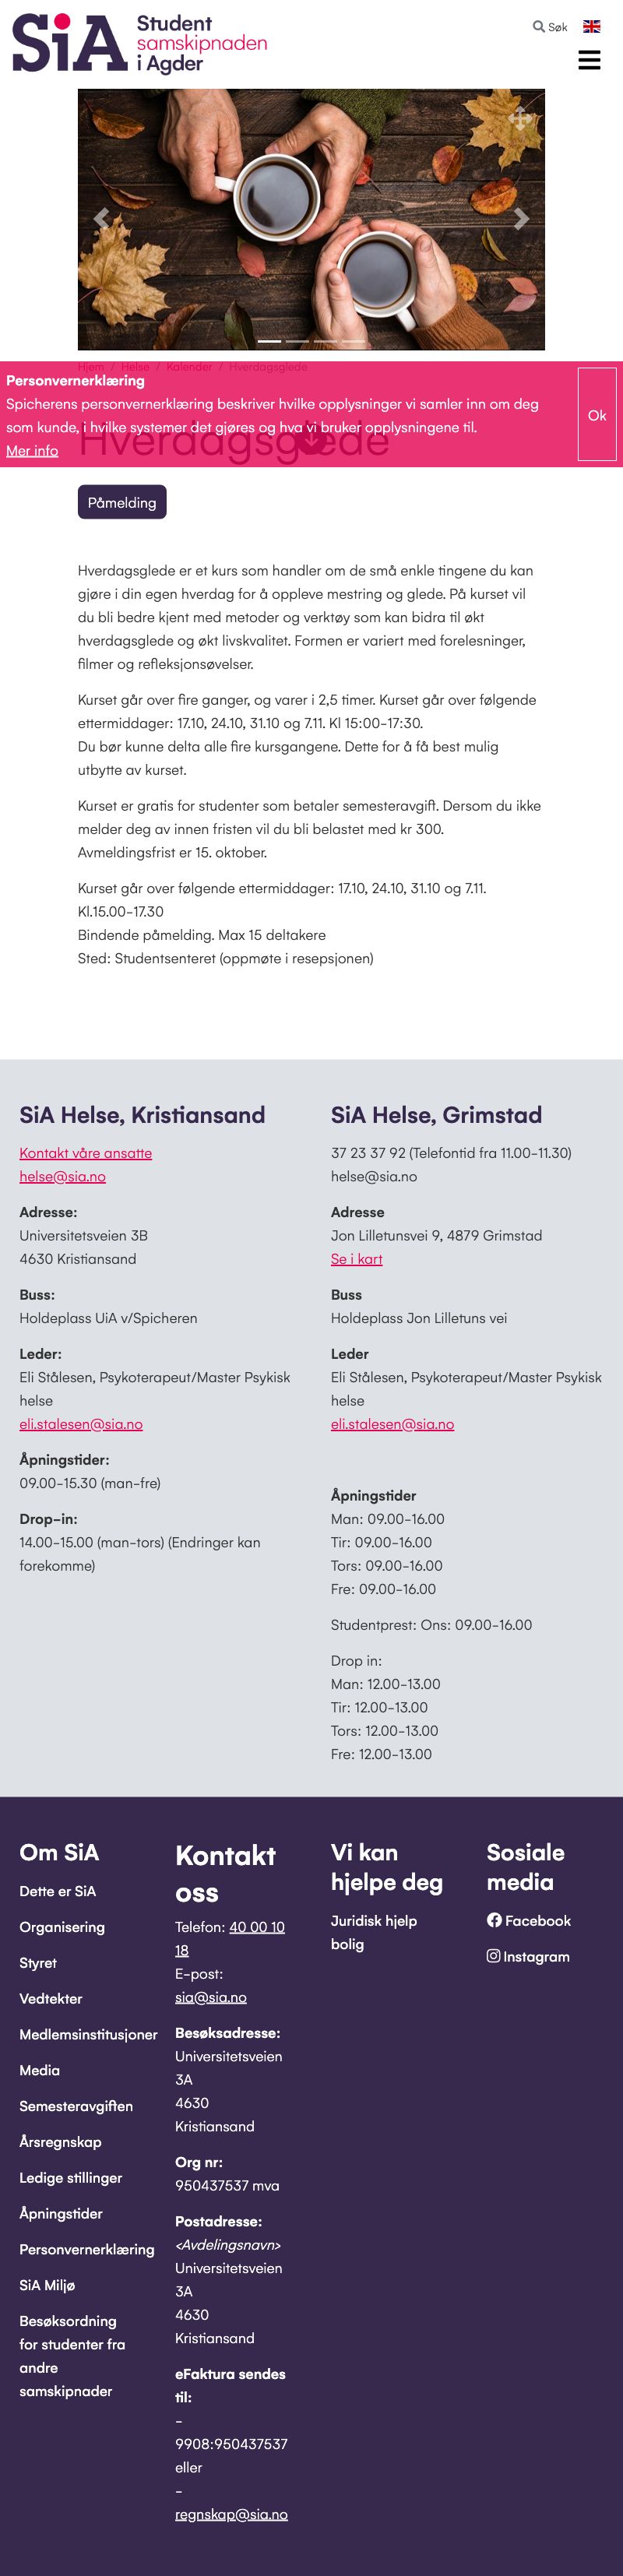 SiA Student
samskipnaden
i Agder
Søk
Hjem / Helse / Kalender / Hverdagsglede
Personvernerklæring
Spicherens personvernerklæring beskriver hvilke opplysninger vi samler inn om deg
som kunde, i hvilke systemer det gjøres og hva vi bruker opplysningene til.
Mer info
Ok
Hverdagsglede
Påmelding
Hverdagsglede er et kurs som handler om de små enkle tingene du kan
gjøre i din egen hverdag for å oppleve mestring og glede. På kurset vil
du bli bedre kjent med metoder og verktøy som kan bidra til økt
hverdagsglede og økt livskvalitet. Formen er variert med forelesninger,
filmer og refleksjonsøvelser.
Kurset går over fire ganger, og varer i 2,5 timer. Kurset går over følgende
ettermiddager: 17.10, 24.10, 31.10 og 7.11. Kl 15:00-17:30.
Du bør kunne delta alle fire kursgangene. Dette for å få best mulig
utbytte av kurset.
Kurset er gratis for studenter som betaler semesteravgift. Dersom du ikke
melder deg av innen fristen vil du bli belastet med kr 300.
Avmeldingsfrist er 15. oktober.
Kurset går over følgende ettermiddager: 17.10, 24.10, 31.10 og 7.11.
Kl.15.00-17.30
Bindende påmelding. Max 15 deltakere
Sted: Studentsenteret (oppmøte i resepsjonen)
SiA Helse, Kristiansand
Kontakt våre ansatte
helse@sia.no
Adresse:
Universitetsveien 3B
4630 Kristiansand
Buss:
Holdeplass UiA v/Spicheren
Leder:
Eli Stålesen, Psykoterapeut/Master Psykisk
helse
eli.stalesen@sia.no
Åpningstider:
09.00-15.30 (man-fre)
Drop-in:
14.00-15.00 (man-tors) (Endringer kan
forekomme)
SiA Helse, Grimstad
37 23 37 92 (Telefontid fra 11.00-11.30)
helse@sia.no
Adresse
Jon Lilletunsvei 9, 4879 Grimstad
Se i kart
Buss
Holdeplass Jon Lilletuns vei
Leder
Eli Stålesen, Psykoterapeut/Master Psykisk
helse
eli.stalesen@sia.no
Åpningstider
Man: 09.00-16.00
Tir: 09.00-16.00
Tors: 09.00-16.00
Fre: 09.00-16.00
Studentprest: Ons: 09.00-16.00
Drop in:
Man: 12.00-13.00
Tir: 12.00-13.00
Tors: 12.00-13.00
Fre: 12.00-13.00
Om SiA
Dette er SiA
Organisering
Styret
Vedtekter
Medlemsinstitusjoner
Media
Semesteravgiften
Årsregnskap
Ledige stillinger
Åpningstider
Personvernerklæring
SiA Miljø
Besøksordning
for studenter fra
andre
samskipnader
Kontakt
oss
Telefon: 40 00 10
18
E-post:
sia@sia.no
Besøksadresse:
Universitetsveien
3A
4630
Kristiansand
Org nr:
950437537 mva
Postadresse:
<Avdelingsnavn>
Universitetsveien
3A
4630
Kristiansand
eFaktura sendes
til:
-
9908:950437537
eller
-
regnskap@sia.no
Vi kan
hjelpe deg
Juridisk hjelp
bolig
Sosiale
media
Facebook
Instagram